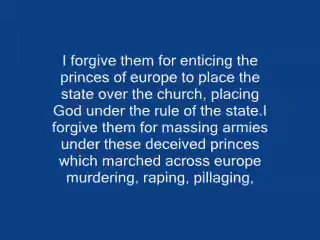 I forgive them for enticing the
princes of europe to place the
state over the church, placing
God under the rule of the state.I
forgive them for massing armies
under these deceived princes
which marched across europe
murdering, raping, pillaging,